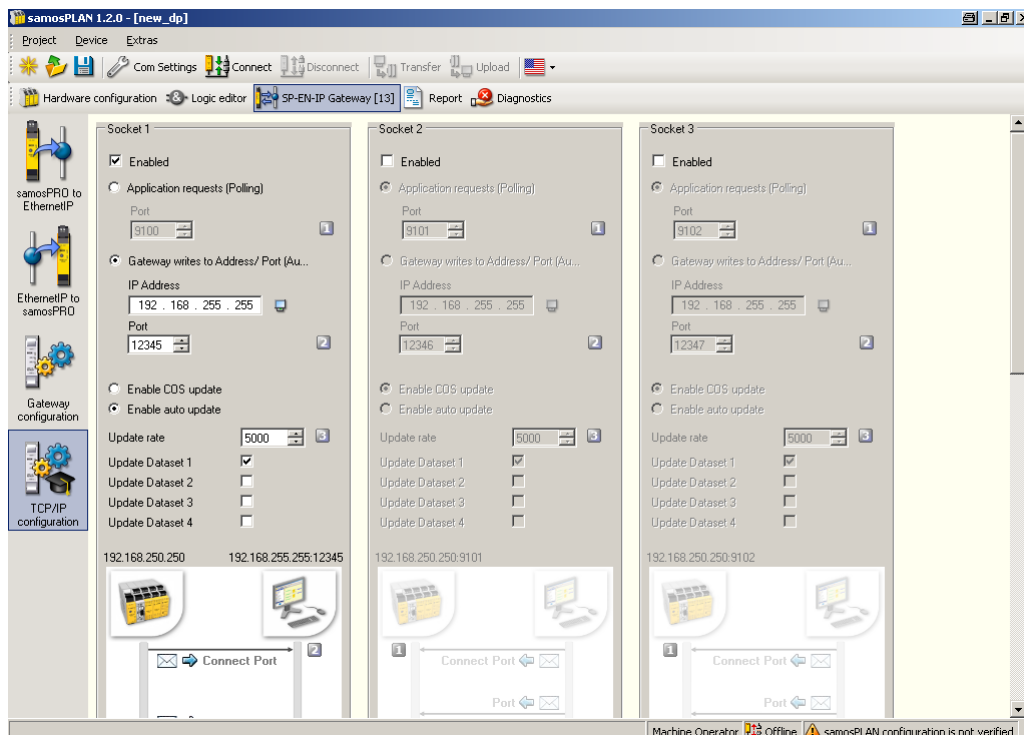 samosPLAN 1.2.0 - [new_dp]
Project Device Extras
Com Settings Connect Disconnect Transfer Upload
Hardware configuration Logic editor SP-EN-IP Gateway [13] Report Diagnostics
samosPRO to
EthernetIP
EthernetIP to
samosPRO
Gateway
configuration
TCP/IP
configuration
Socket 1
Enabled
Application requests (Polling)
Port
9100
1
Gateway writes to Address/ Port (Au...
IP Address
192 . 168 . 255 . 255
Port
12345
2
Enable COS update
Enable auto update
Update rate 5000 3
Update Dataset 1
Update Dataset 2
Update Dataset 3
Update Dataset 4
192.168.250.250 192.168.255.255:12345
Connect Port 2
Socket 2
Enabled
Application requests (Polling)
Port
9101
1
Gateway writes to Address/ Port (Au...
IP Address
192 . 168 . 255 . 255
Port
12346
2
Enable COS update
Enable auto update
Update rate 5000 3
Update Dataset 1
Update Dataset 2
Update Dataset 3
Update Dataset 4
192.168.250.250:9101
1 Connect Port
Port
Socket 3
Enabled
Application requests (Polling)
Port
9102
1
Gateway writes to Address/ Port (Au...
IP Address
192 . 168 . 255 . 255
Port
12347
2
Enable COS update
Enable auto update
Update rate 5000 3
Update Dataset 1
Update Dataset 2
Update Dataset 3
Update Dataset 4
192.168.250.250:9102
1 Connect Port
Port
Machine Operator Offline samosPLAN configuration is not verified